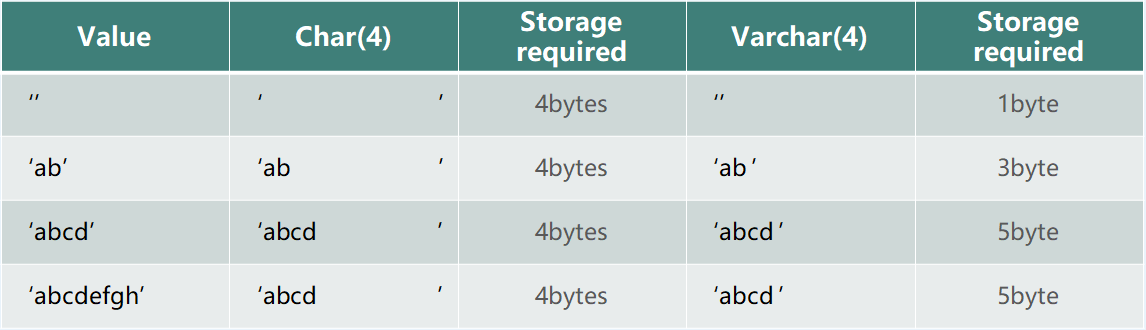 Value Char(4) Storage required Varchar(4) Storage required
‘’ ‘ ’ 4bytes ‘’ 1byte
‘ab’ ‘ab ’ 4bytes ‘ab ’ 3byte
‘abcd’ ‘abcd ’ 4bytes ‘abcd ’ 5byte
‘abcdefgh’ ‘abcd ’ 4bytes ‘abcd ’ 5byte